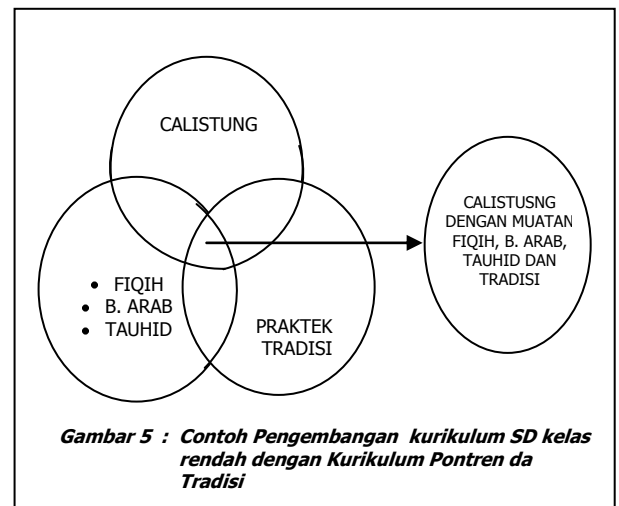 CALISTUNG
CALISTUSNG
DENGAN MUATAN
FIQIH, B. ARAB,
TAUHID DAN
TRADISI
• FIQIH
• B. ARAB
• TAUHID
PRAKTEK
TRADISI
Gambar 5 : Contoh Pengembangan kurikulum SD kelas
rendah dengan Kurikulum Pontren da
Tradisi